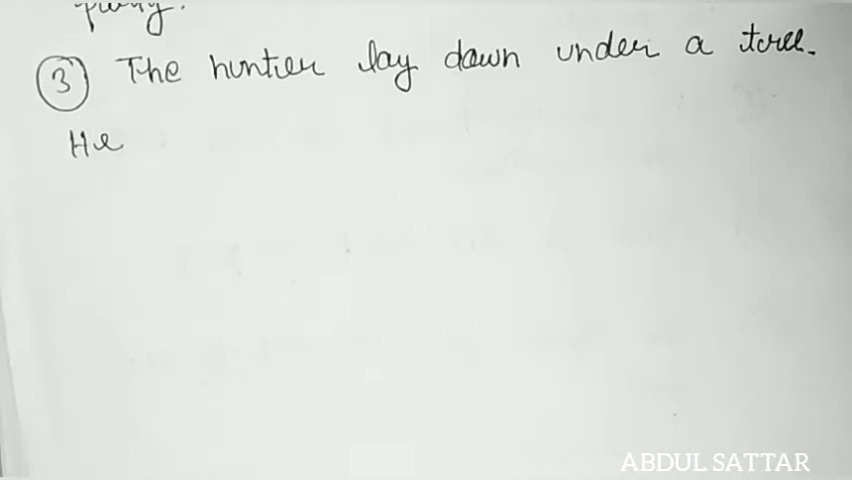 ③ The hunter lay down under a tree.
He
ABDUL SATTAR